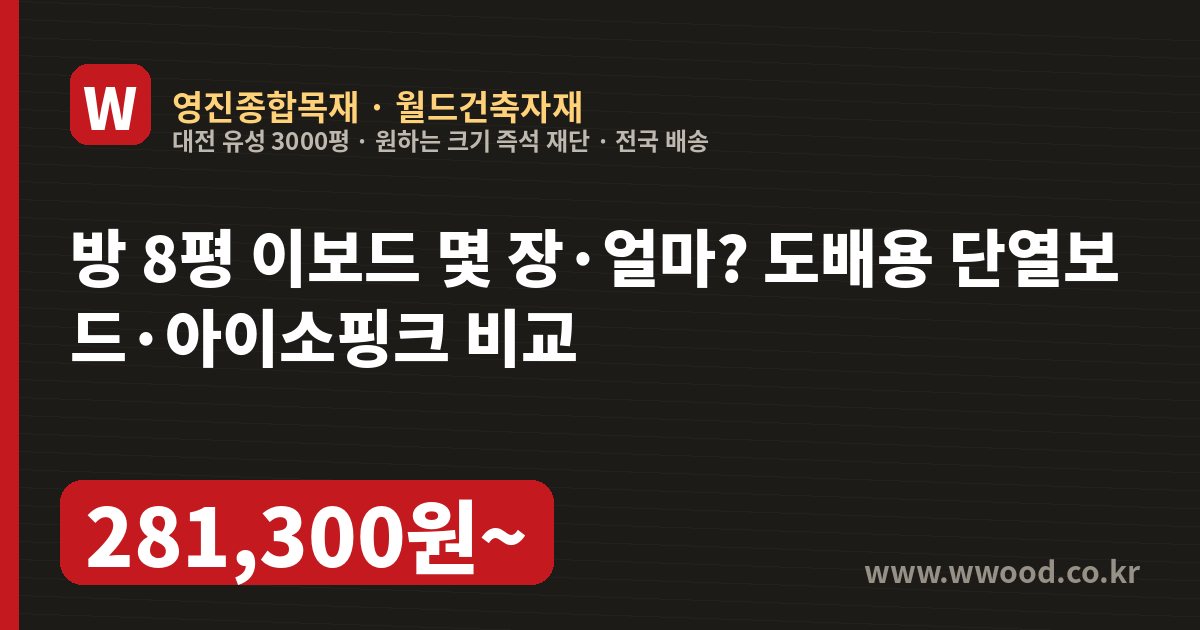 W
영진종합목재 · 월드건축자재
대전 유성 3000평 · 원하는 크기 즉석 재단 · 전국 배송
방 8평 이보드 몇 장·얼마? 도배용 단열보
드·아이소핑크 비교
281,300원~
www.wwood.co.kr